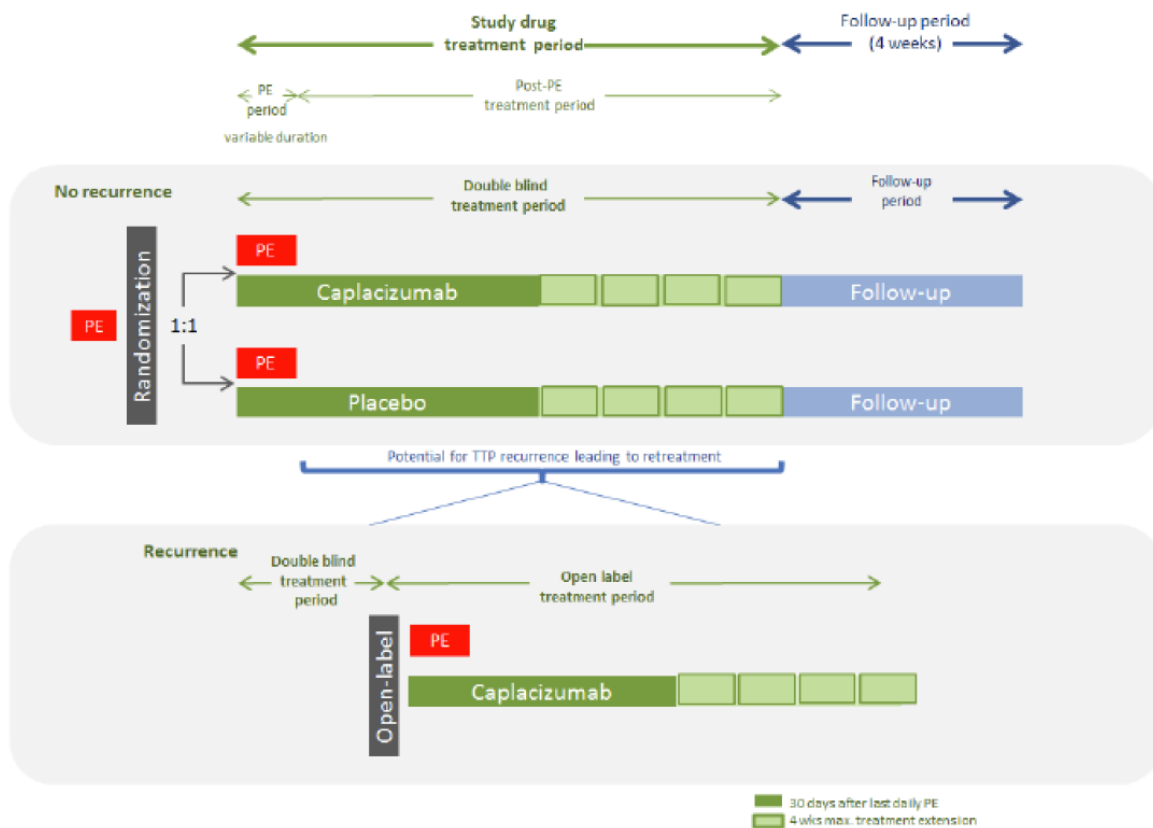 Study drug
treatment period
Follow-up period
(4 weeks)
PE
period
variable duration
Post-PE
treatment period
No recurrence
Double blind
treatment period
Follow-up
period
Randomization
PE
1:1
PE
Caplacizumab
Follow-up
PE
Placebo
Follow-up
Potential for TTP recurrence leading to retreatment
Recurrence
Double blind
treatment
period
Open label
treatment period
Open-label
PE
Caplacizumab
30 days after last daily PE
4 wks max. treatment extension